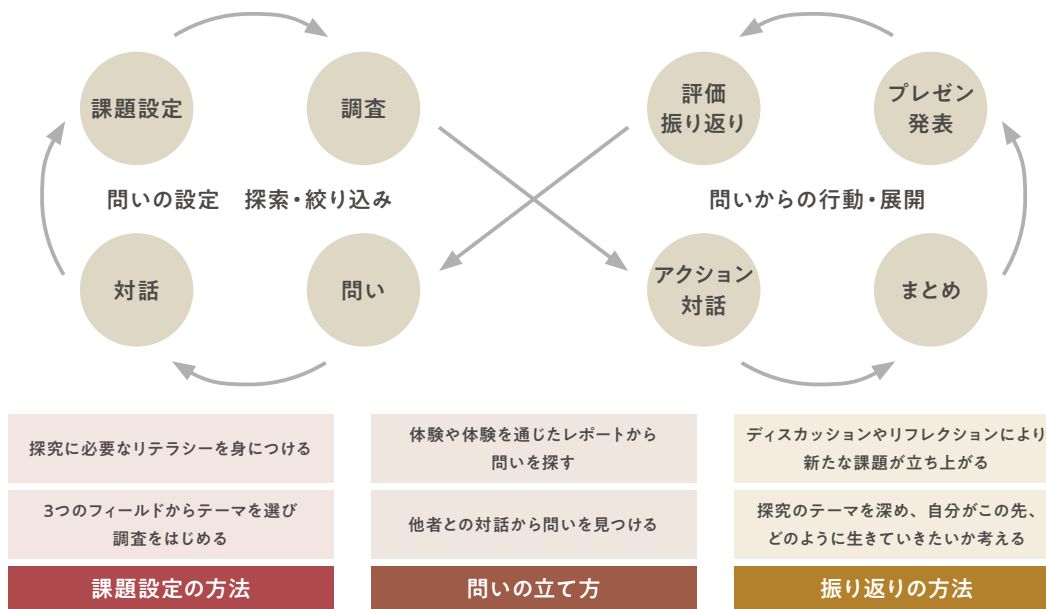 課題設定
調査
評価
振り返り
プレゼン
発表
問いの設定　探索・絞り込み
問いからの行動・展開
対話
問い
アクション
対話
まとめ
探究に必要なリテラシーを身につける
体験や体験を通じたレポートから
問いを探す
ディスカッションやリフレクションにより
新たな課題が立ち上がる
3つのフィールドからテーマを選び
調査をはじめる
他者との対話から問いを見つける
探究のテーマを深め、自分がこの先、
どのように生きていきたいか考える
課題設定の方法
問いの立て方
振り返りの方法